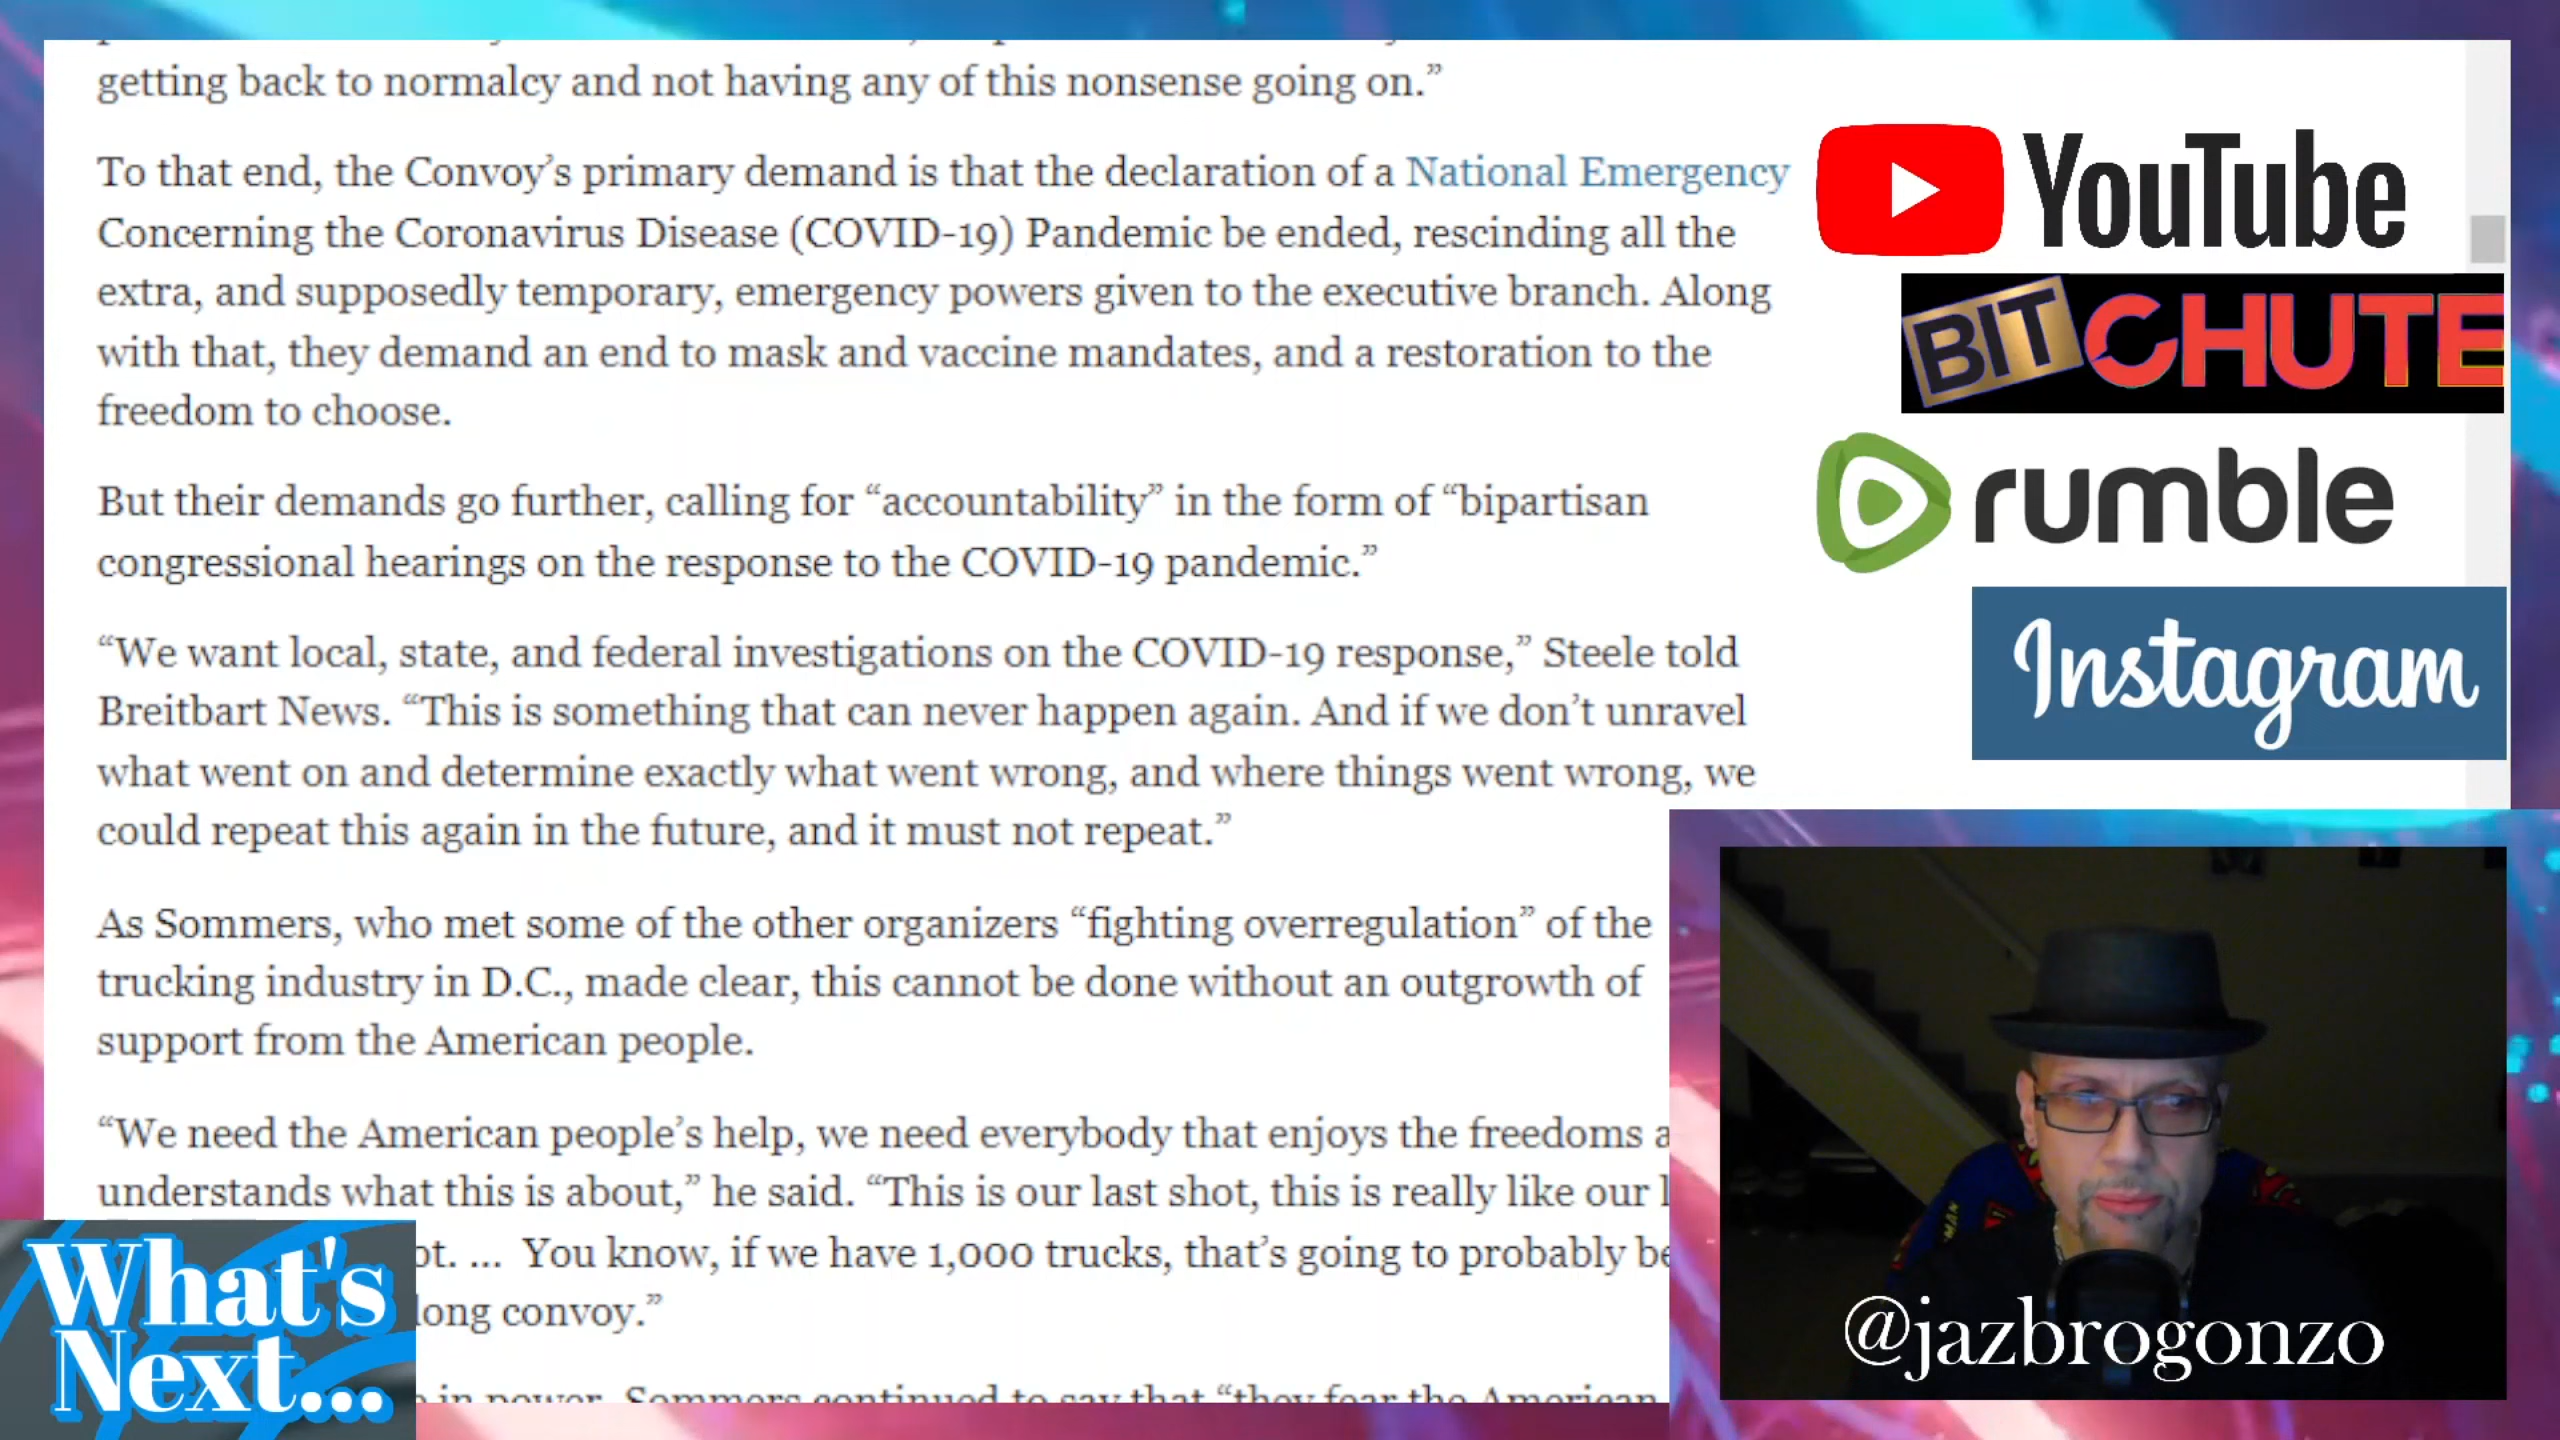 getting back to normalcy and not having any of this nonsense going on.”
To that end, the Convoy’s primary demand is that the declaration of a National Emergency
Concerning the Coronavirus Disease (COVID-19) Pandemic be ended, rescinding all the
extra, and supposedly temporary, emergency powers given to the executive branch. Along
with that, they demand an end to mask and vaccine mandates, and a restoration to the
freedom to choose.
But their demands go further, calling for “accountability” in the form of “bipartisan
congressional hearings on the response to the COVID-19 pandemic.”
“We want local, state, and federal investigations on the COVID-19 response,” Steele told
Breitbart News. “This is something that can never happen again. And if we don’t unravel
what went on and determine exactly what went wrong, and where things went wrong, we
could repeat this again in the future, and it must not repeat.”
As Sommers, who met some of the other organizers “fighting overregulation” of the
trucking industry in D.C., made clear, this cannot be done without an outgrowth of
support from the American people.
“We need the American people’s help, we need everybody that enjoys the freedoms
understands what this is about,” he said. “This is our last shot, this is really like our
ot. ... You know, if we have 1,000 trucks, that’s going to probably be
long convoy.”
in power, Sommers continued to say that “they fear the American
YouTube
BITCHUTE
rumble
Instagram
What's
Next...
@jazbrogonzo